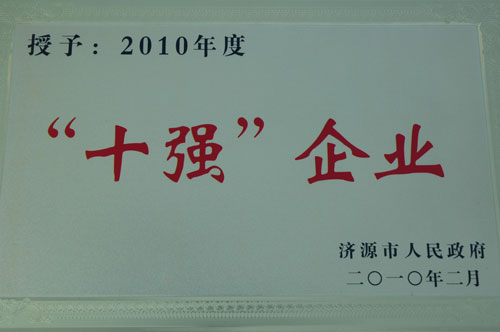 授予：2010年度
“十强”企业
济源市人民政府
二〇一〇年二月